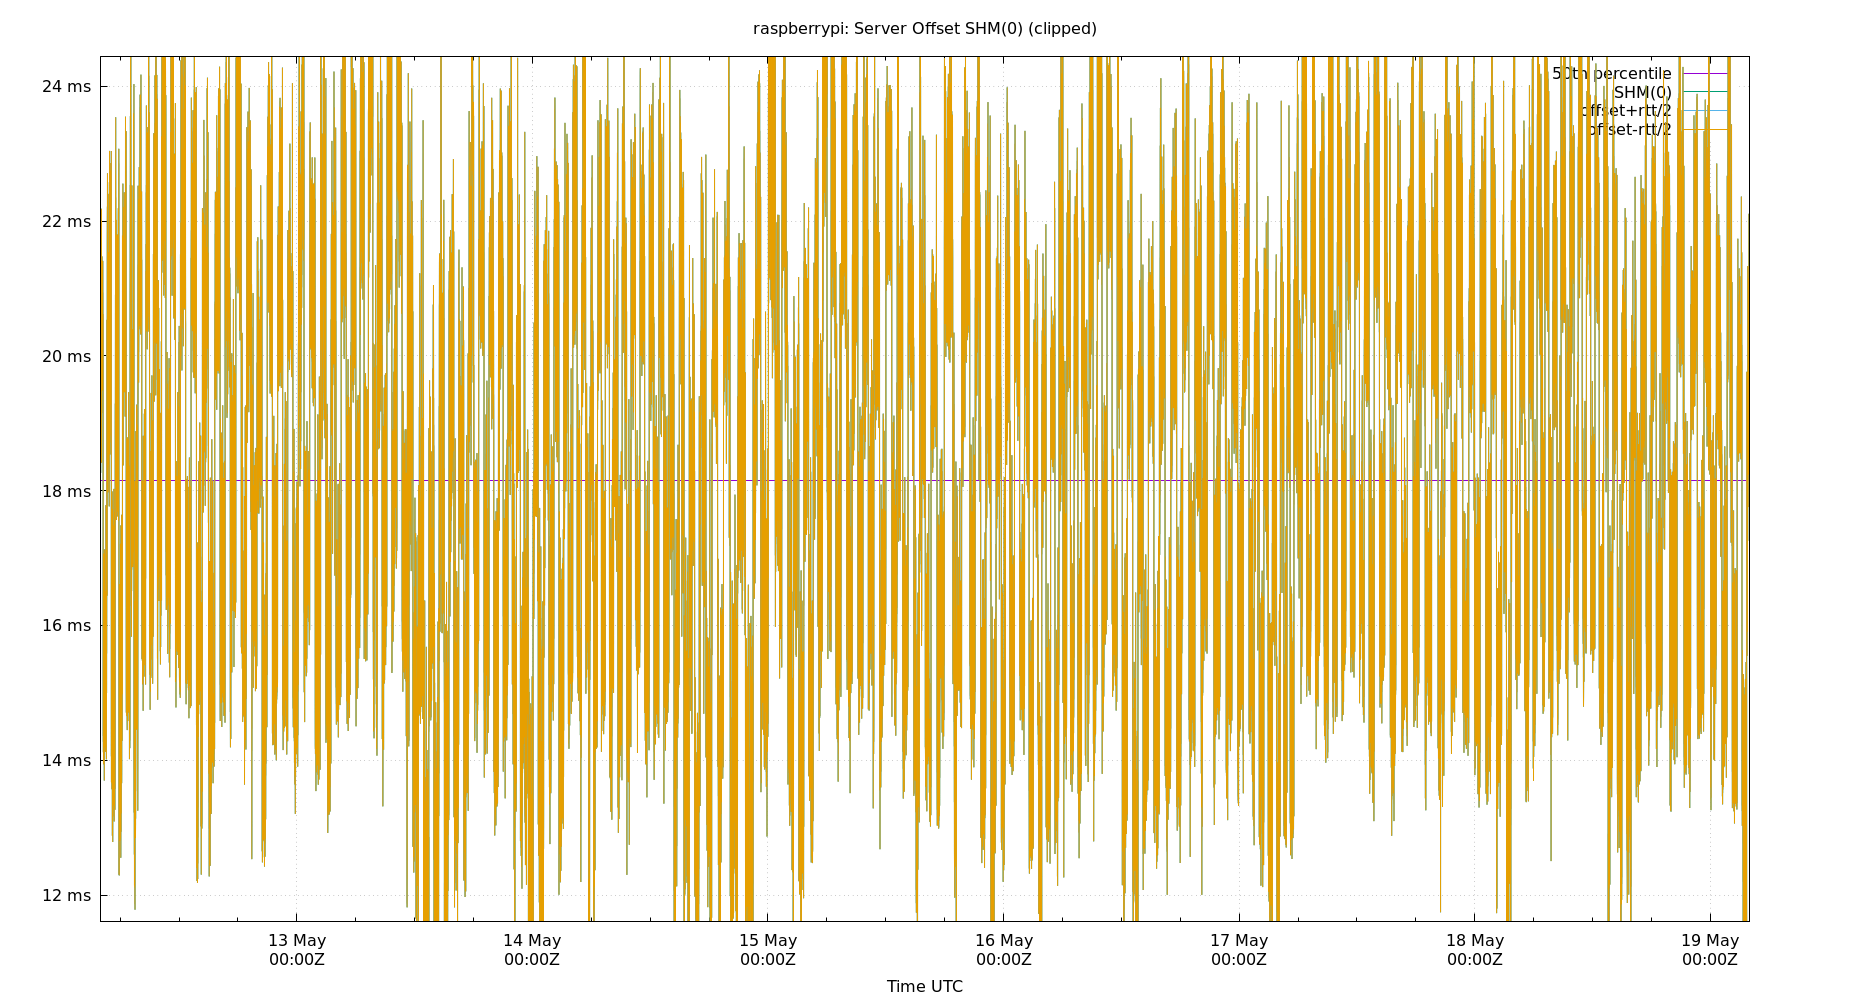 raspberrypi: Server Offset SHM(0) (clipped)
50th percentile
SHM(0)
offset+rtt/2
offset-rtt/2
24 ms
22 ms
20 ms
18 ms
16 ms
14 ms
12 ms
13 May 14 May 15 May 16 May 17 May 18 May 19 May
00:00Z 00:00Z 00:00Z 00:00Z 00:00Z 00:00Z 00:00Z
Time UTC